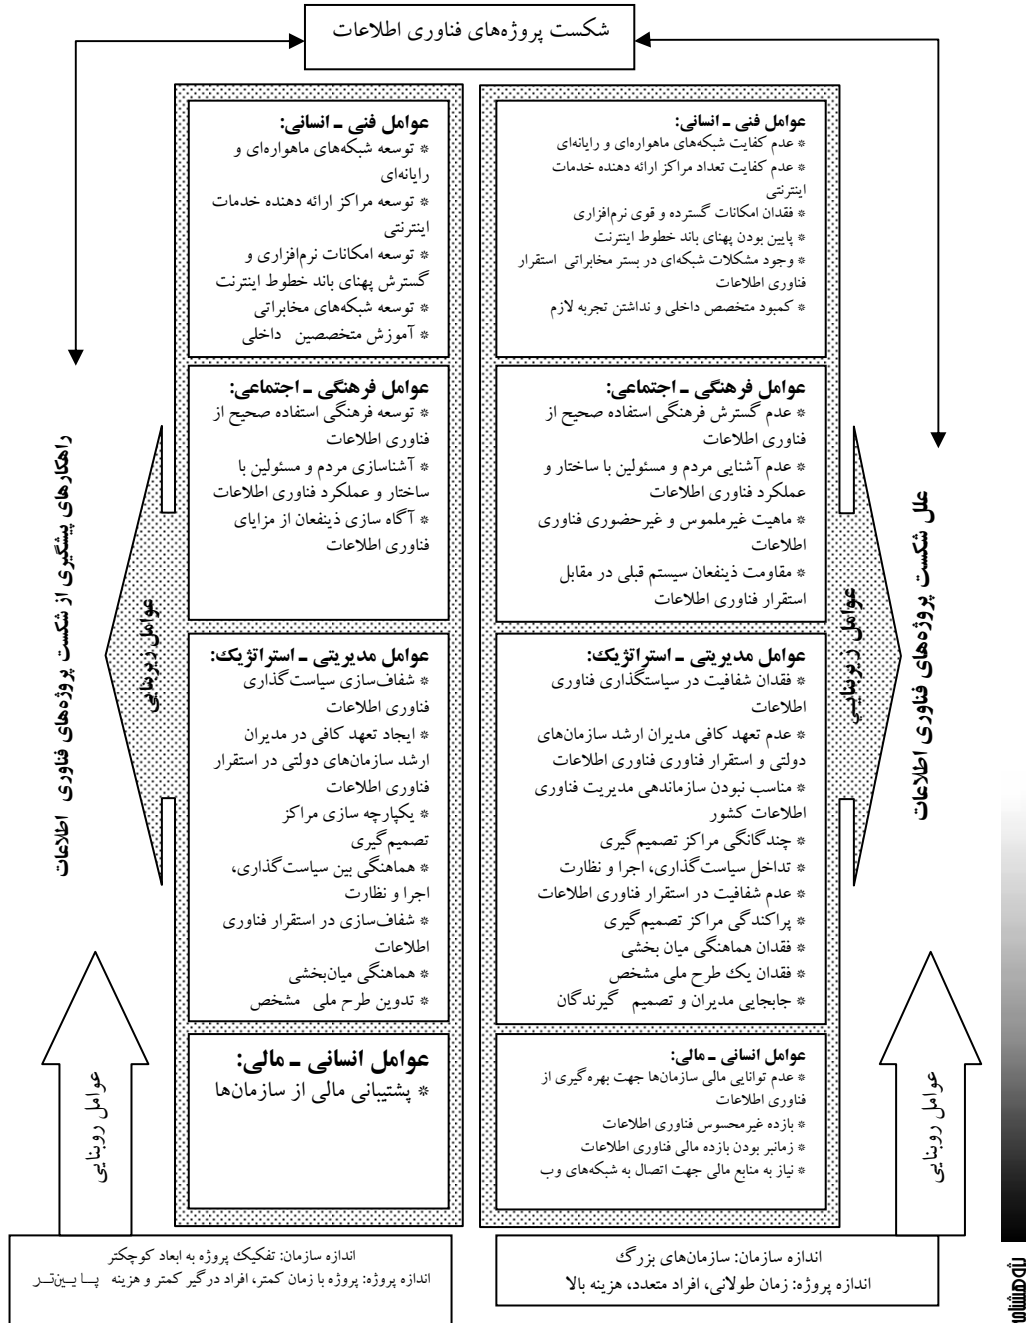 شکست پروژه‌های فناوری اطلاعات
عوامل فنی ـ انسانی:
* عدم کفایت شبکه‌های ماهواره‌ای و رایانه‌ای
* عدم کفایت تعداد مراکز ارائه دهنده خدمات
اینترنتی
* فقدان امکانات گسترده و قوی نرم‌افزاری
* پایین بودن پهنای باند خطوط اینترنت
* وجود مشکلات شبکه‌ای در بستر مخابراتی استقرار
فناوری اطلاعات
* کمبود متخصص داخلی و نداشتن تجربه لازم
عوامل فرهنگی ـ اجتماعی:
* عدم گسترش فرهنگی استفاده صحیح از
فناوری اطلاعات
* عدم آشنایی مردم و مسئولین با ساختار و
عملکرد فناوری اطلاعات
* ماهیت غیرملموس و غیرحضوری فناوری
اطلاعات
* مقاومت ذینفعان سیستم قبلی در مقابل
استقرار فناوری اطلاعات
عوامل مدیریتی ـ استراتژیک:
* فقدان شفافیت در سیاستگذاری فناوری
اطلاعات
* عدم تعهد کافی مدیران ارشد سازمان‌های
دولتی و استقرار فناوری فناوری اطلاعات
* مناسب نبودن سازماندهی مدیریت فناوری
اطلاعات کشور
* چندگانگی مراکز تصمیم گیری
* تداخل سیاست‌گذاری، اجرا و نظارت
* عدم شفافیت در استقرار فناوری اطلاعات
* پراکندگی مراکز تصمیم گیری
* فقدان هماهنگی میان بخشی
* فقدان یک طرح ملی مشخص
* جابجایی مدیران و تصمیم گیرندگان
عوامل انسانی ـ مالی:
* عدم توانایی مالی سازمان‌ها جهت بهره گیری از
فناوری اطلاعات
* بازده غیرمحسوس فناوری اطلاعات
* زمانبر بودن بازده مالی فناوری اطلاعات
* نیاز به منابع مالی جهت اتصال به شبکه‌های وب
علل شکست پروژه‌های فناوری اطلاعات
عوامل زیربنایی
عوامل روبنایی
اندازه سازمان: سازمان‌های بزرگ
اندازه پروژه: زمان طولانی، افراد متعدد، هزینه بالا
عوامل فنی ـ انسانی:
* توسعه شبکه‌های ماهواره‌ای و
رایانه‌ای
* توسعه مراکز ارائه دهنده خدمات
اینترنتی
* توسعه امکانات نرم‌افزاری و
گسترش پهنای باند خطوط اینترنت
* توسعه شبکه‌های مخابراتی
* آموزش متخصصین داخلی
عوامل فرهنگی ـ اجتماعی:
* توسعه فرهنگی استفاده صحیح از
فناوری اطلاعات
* آشناسازی مردم و مسئولین با
ساختار و عملکرد فناوری اطلاعات
* آگاه سازی ذینفعان از مزایای
فناوری اطلاعات
عوامل مدیریتی ـ استراتژیک:
* شفاف‌سازی سیاست‌گذاری
فناوری اطلاعات
* ایجاد تعهد کافی در مدیران
ارشد سازمان‌های دولتی در استقرار
فناوری اطلاعات
* یکپارچه سازی مراکز
تصمیم‌گیری
* هماهنگی بین سیاست‌گذاری،
اجرا و نظارت
* شفاف‌سازی در استقرار فناوری
اطلاعات
* هماهنگی میان‌بخشی
* تدوین طرح ملی مشخص
عوامل انسانی ـ مالی:
* پشتیبانی مالی از سازمان‌ها
عوامل زیربنایی
راهکارهای پیشگیری از شکست پروژه‌های فناوری اطلاعات
عوامل روبنایی
اندازه سازمان: تفکیک پروژه به ابعاد کوچکتر
اندازه پروژه: پروژه با زمان کمتر، افراد درگیر کمتر و هزینه پـا یـین‌تـر